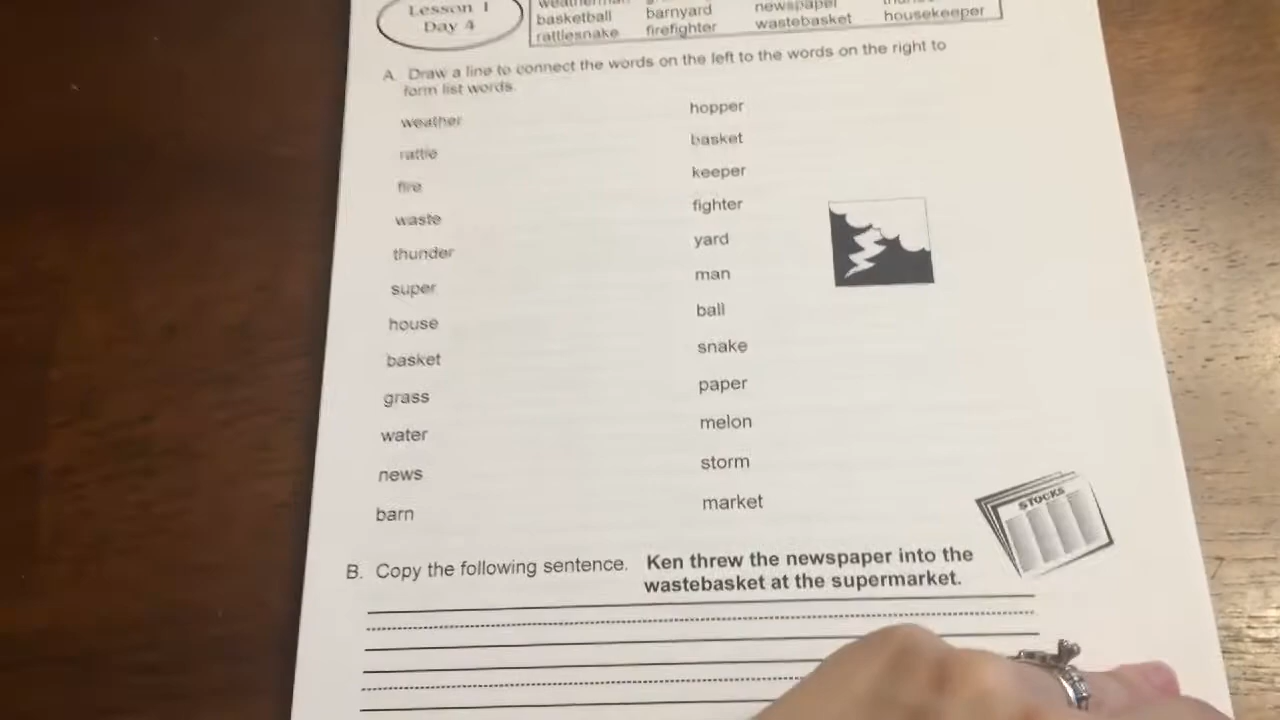 Lesson 1
Day 4
basketball barnyard newspaper
rattlesnake firefighter wastebasket housekeeper
A. Draw a line to connect the words on the left to the words on the right to
form list words.
weather hopper
rattle basket
fire keeper
waste fighter
thunder yard
super man
house ball
basket snake
grass paper
water melon
news storm
barn market
STOCKS
B. Copy the following sentence. Ken threw the newspaper into the
wastebasket at the supermarket.